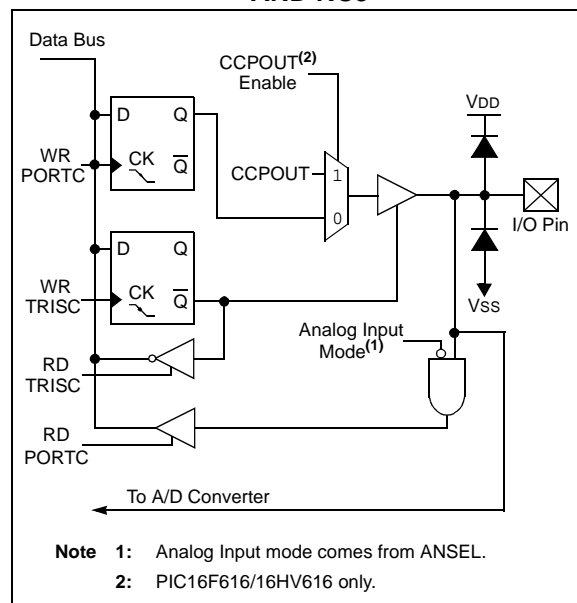 Data Bus
CCPOUT(2)
Enable
VDD
D Q
WR
PORTC
CK Q
CCPOUT
1
0
I/O Pin
D Q
WR
TRISC
CK Q
VSS
Analog Input
Mode(1)
RD
TRISC
RD
PORTC
To A/D Converter
Note 1: Analog Input mode comes from ANSEL.
2: PIC16F616/16HV616 only.